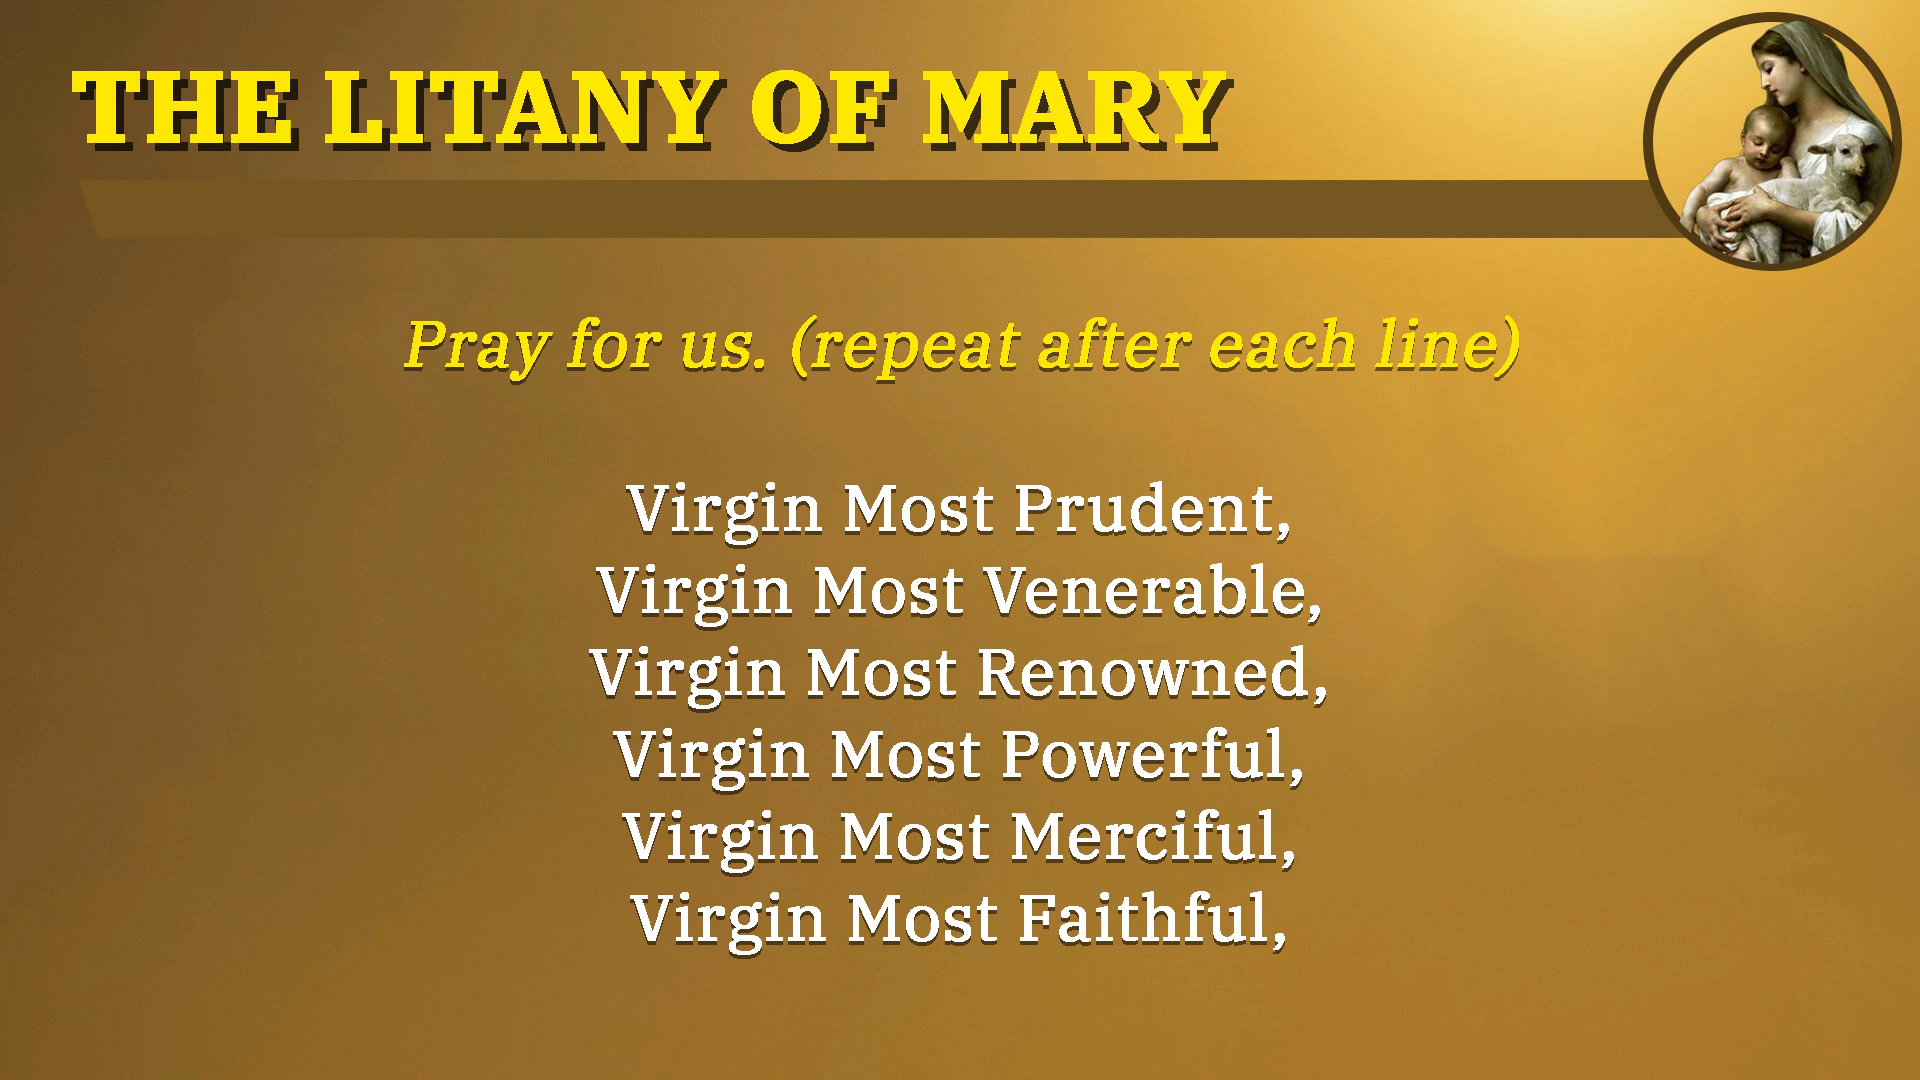 THE LITANY OF MARY
Pray for us. (repeat after each line)
Virgin Most Prudent,
Virgin Most Venerable,
Virgin Most Renowned,
Virgin Most Powerful,
Virgin Most Merciful,
Virgin Most Faithful,